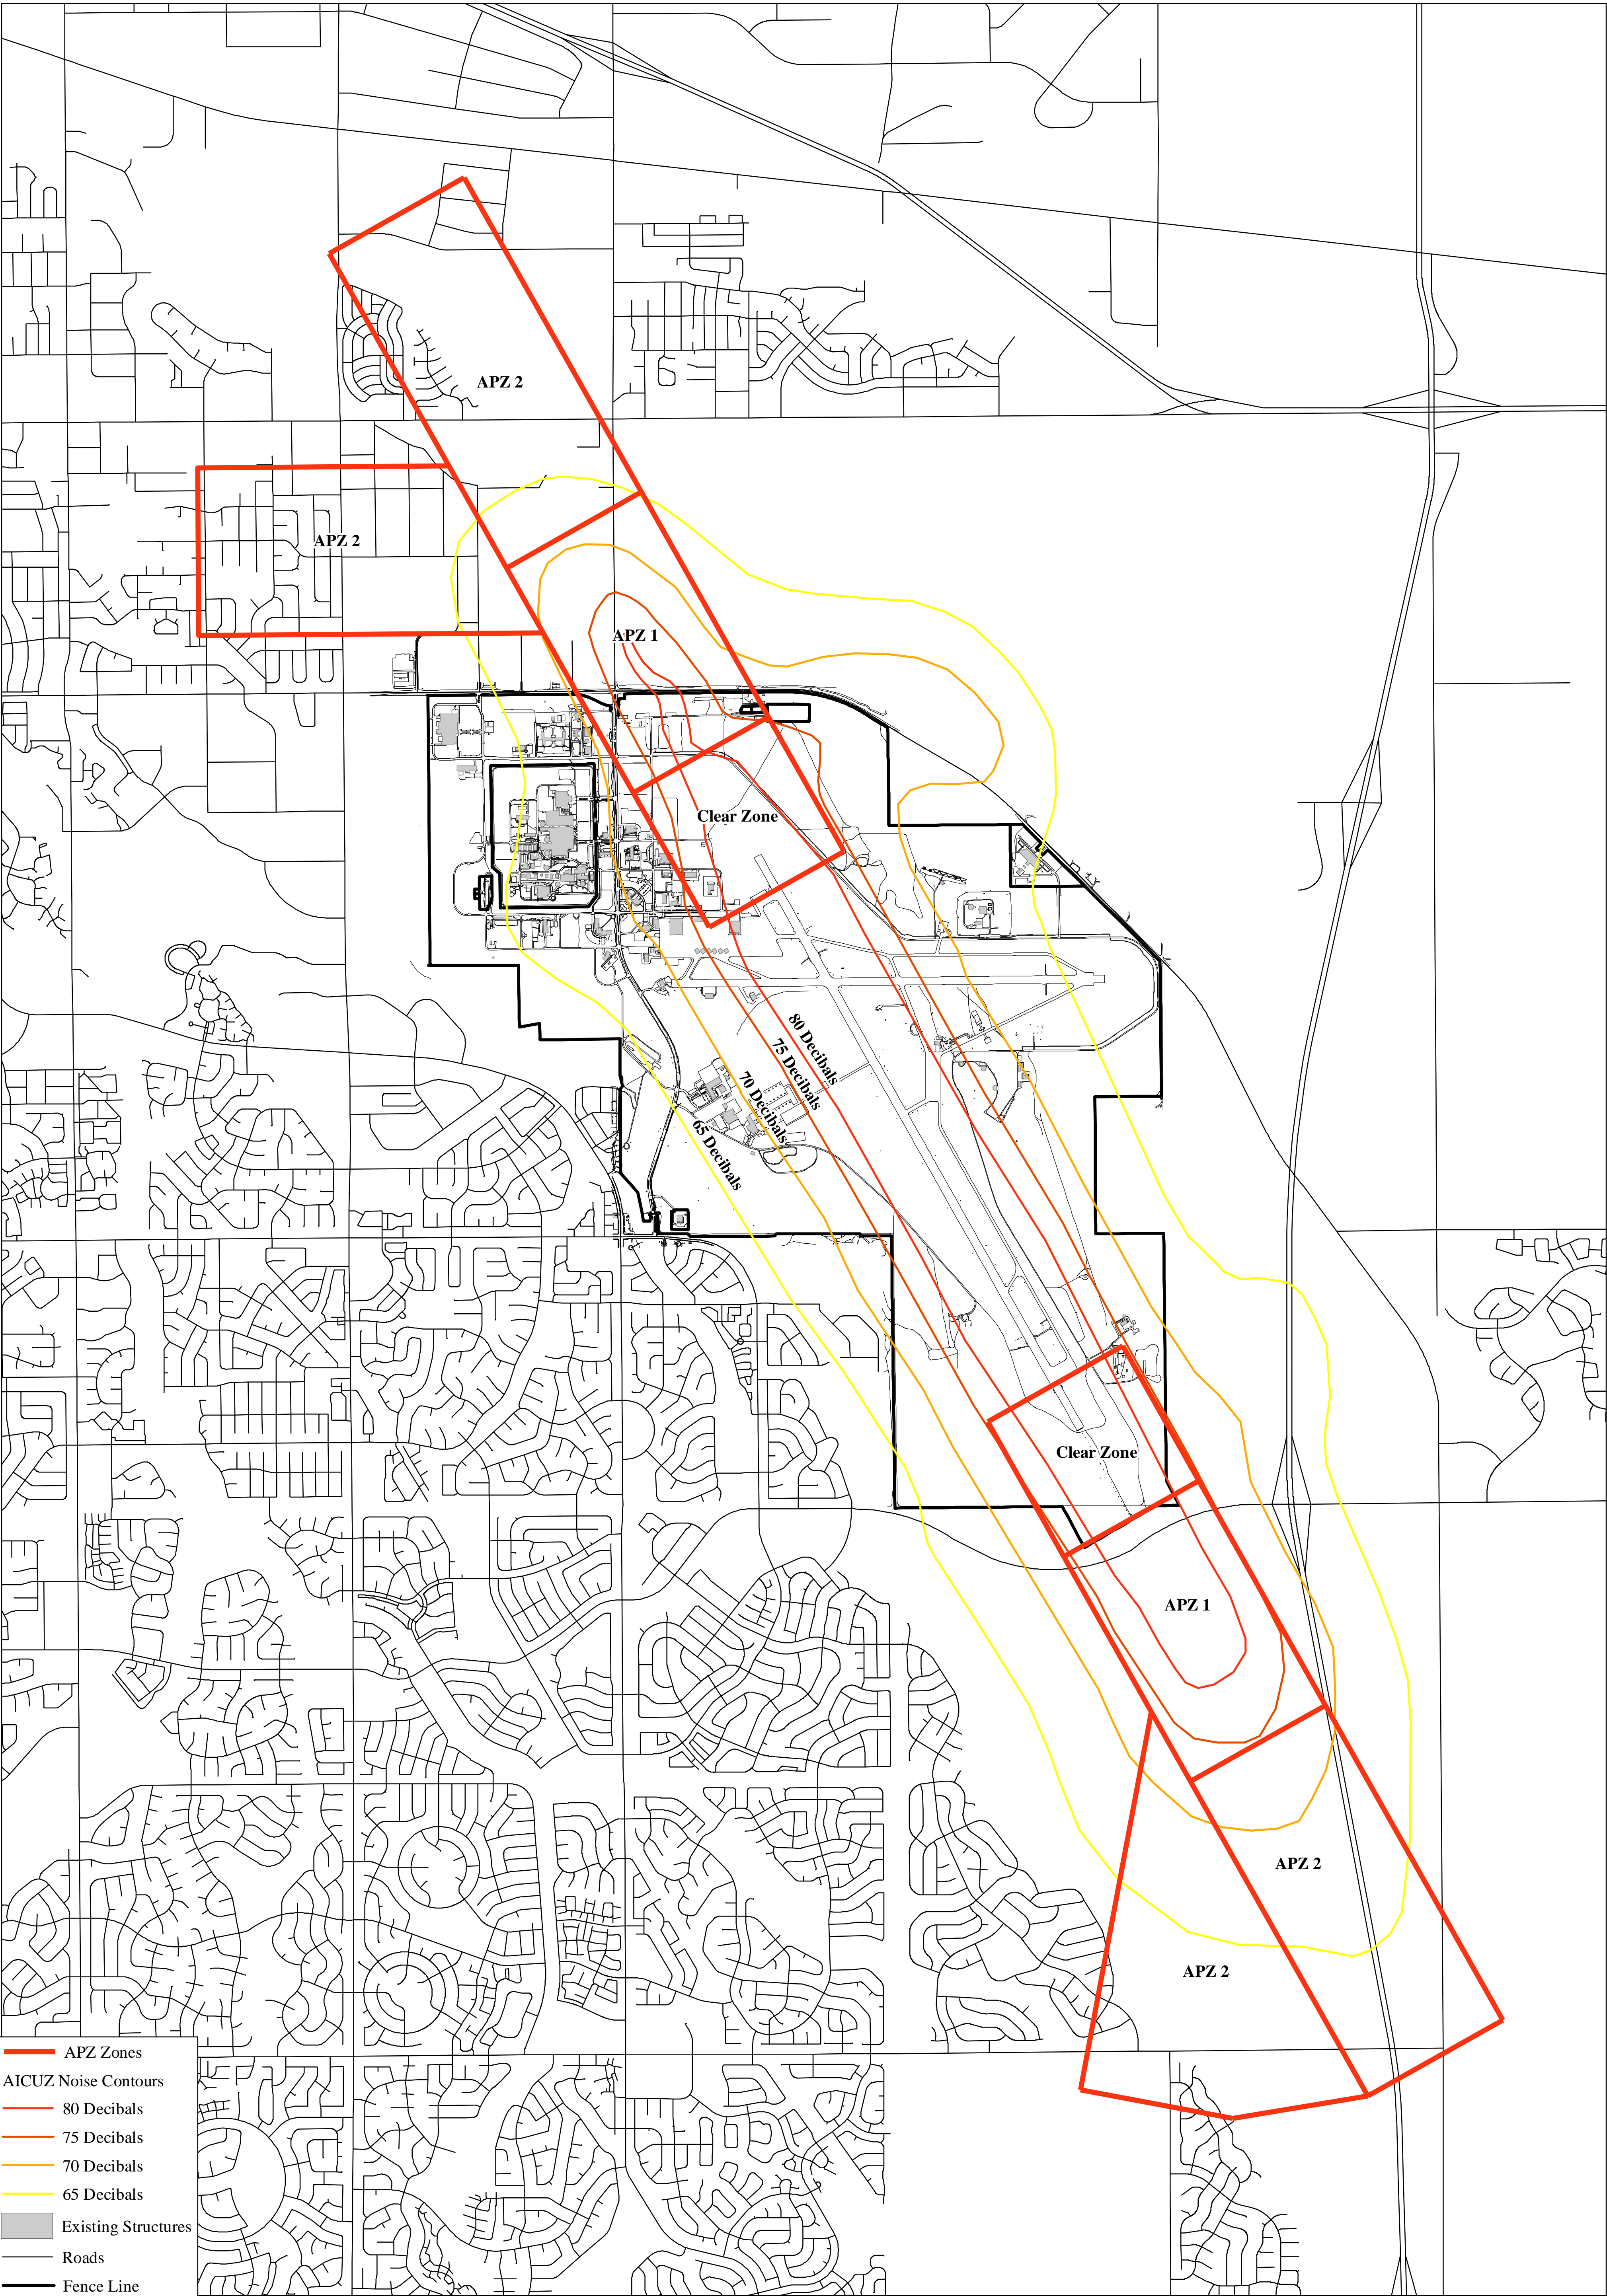 APZ 2
APZ 2
APZ 1
Clear Zone
80 Decibals
75 Decibals
70 Decibals
65 Decibals
Clear Zone
APZ 1
APZ 2
APZ 2
APZ Zones
AICUZ Noise Contours
80 Decibals
75 Decibals
70 Decibals
65 Decibals
Existing Structures
Roads
Fence Line